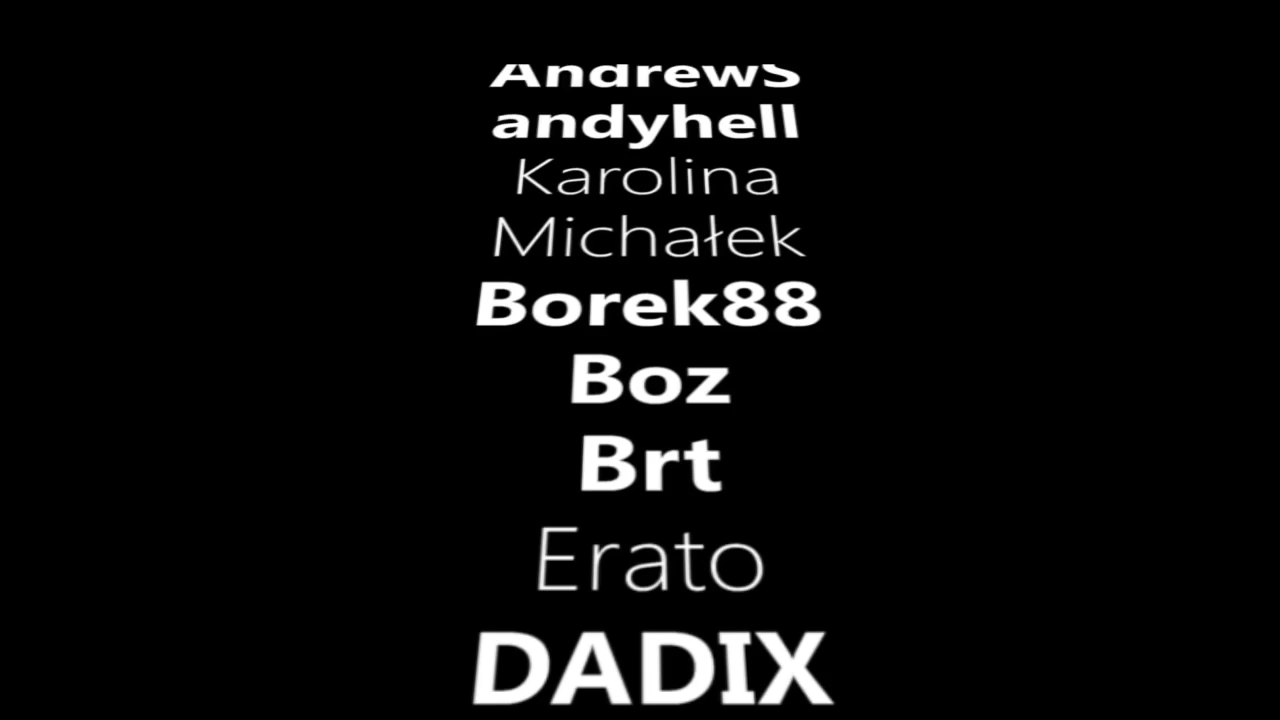 AndrewS
andyhell
Karolina
Michałek
Borek88
Boz
Brt
Erato
DADIX